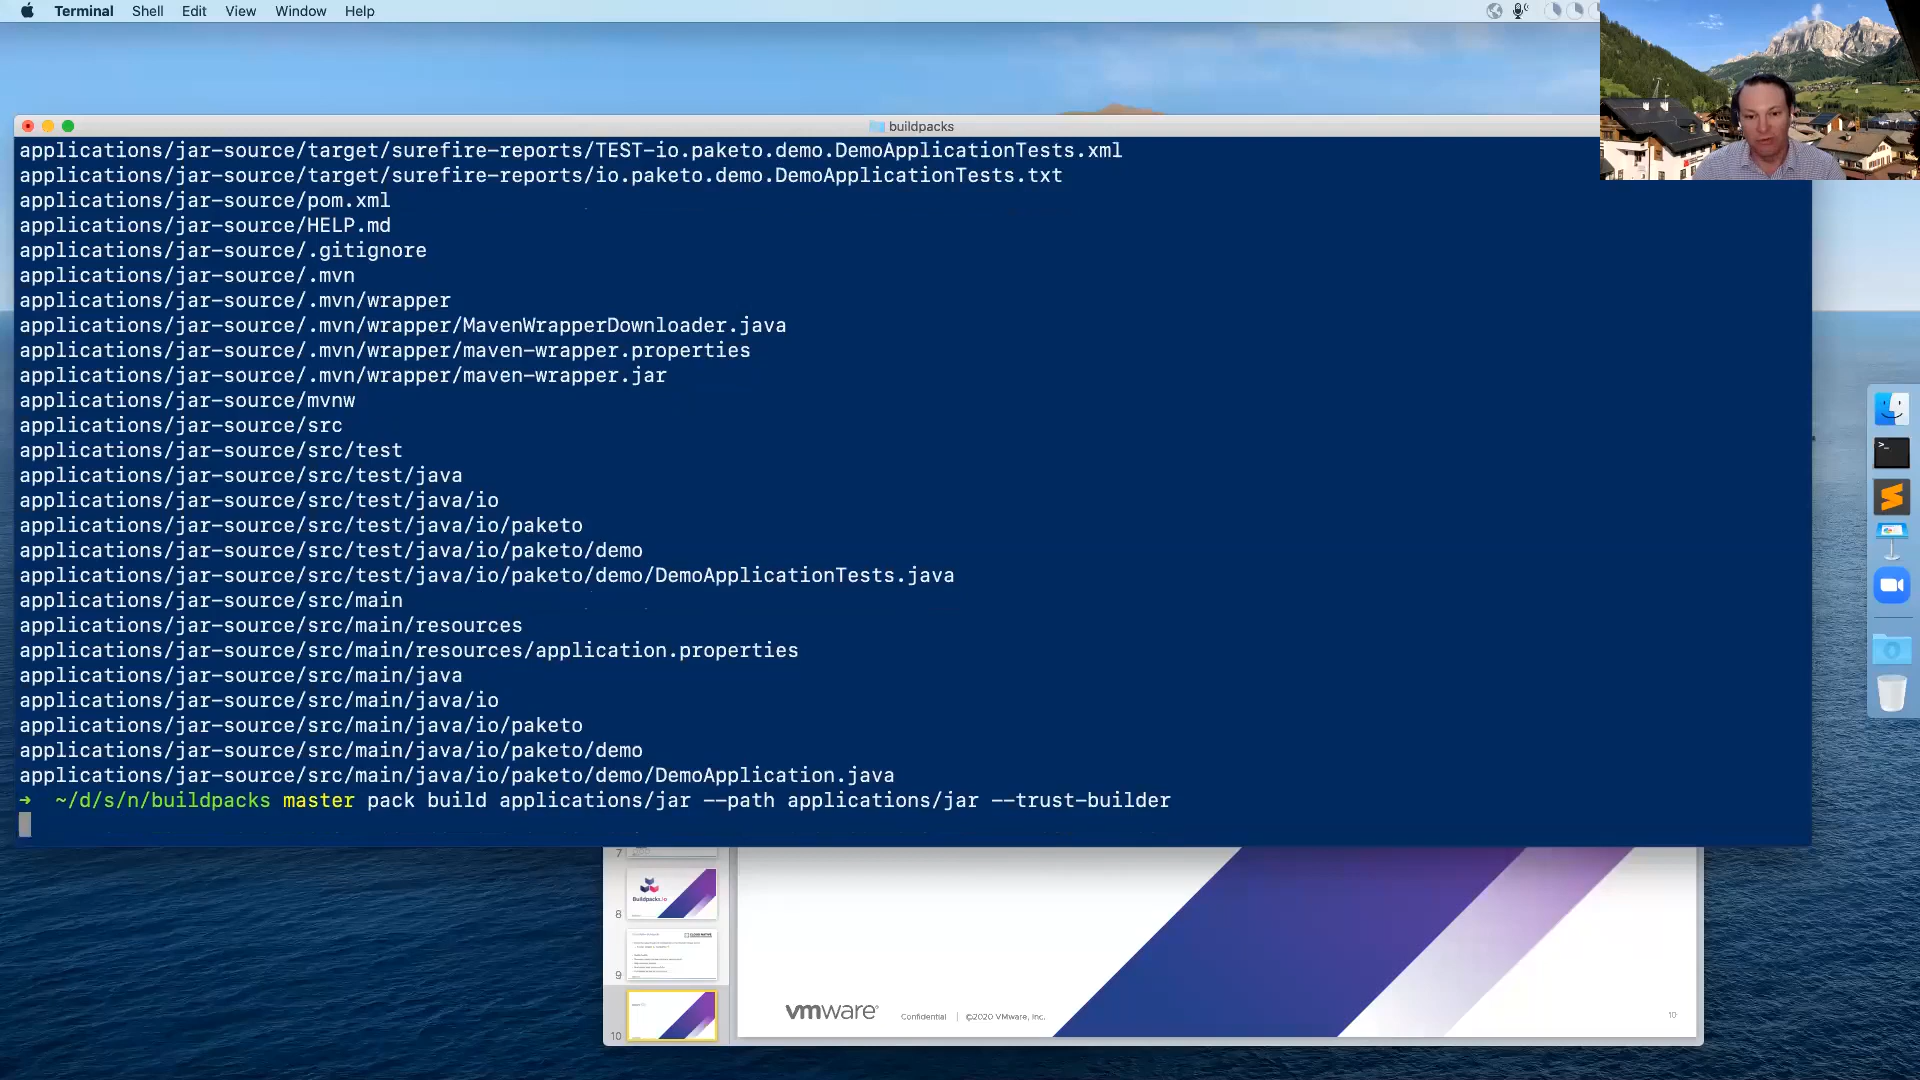 Terminal Shell Edit View Window Help
buildpacks
applications/jar-source/target/surefire-reports/TEST-io.paketo.demo.DemoApplicationTests.xml
applications/jar-source/target/surefire-reports/io.paketo.demo.DemoApplicationTests.txt
applications/jar-source/pom.xml
applications/jar-source/HELP.md
applications/jar-source/.gitignore
applications/jar-source/.mvn
applications/jar-source/.mvn/wrapper
applications/jar-source/.mvn/wrapper/MavenWrapperDownloader.java
applications/jar-source/.mvn/wrapper/maven-wrapper.properties
applications/jar-source/.mvn/wrapper/maven-wrapper.jar
applications/jar-source/mvnw
applications/jar-source/src
applications/jar-source/src/test
applications/jar-source/src/test/java
applications/jar-source/src/test/java/io
applications/jar-source/src/test/java/io/paketo
applications/jar-source/src/test/java/io/paketo/demo
applications/jar-source/src/test/java/io/paketo/demo/DemoApplicationTests.java
applications/jar-source/src/main
applications/jar-source/src/main/resources
applications/jar-source/src/main/resources/application.properties
applications/jar-source/src/main/java
applications/jar-source/src/main/java/io
applications/jar-source/src/main/java/io/paketo
applications/jar-source/src/main/java/io/paketo/demo
applications/jar-source/src/main/java/io/paketo/demo/DemoApplication.java
➜ ~/d/s/n/buildpacks master pack build applications/jar --path applications/jar --trust-builder
7
Buildpacks.io
8
9
10
vmware® Confidential | ©2020 VMware, Inc. 10